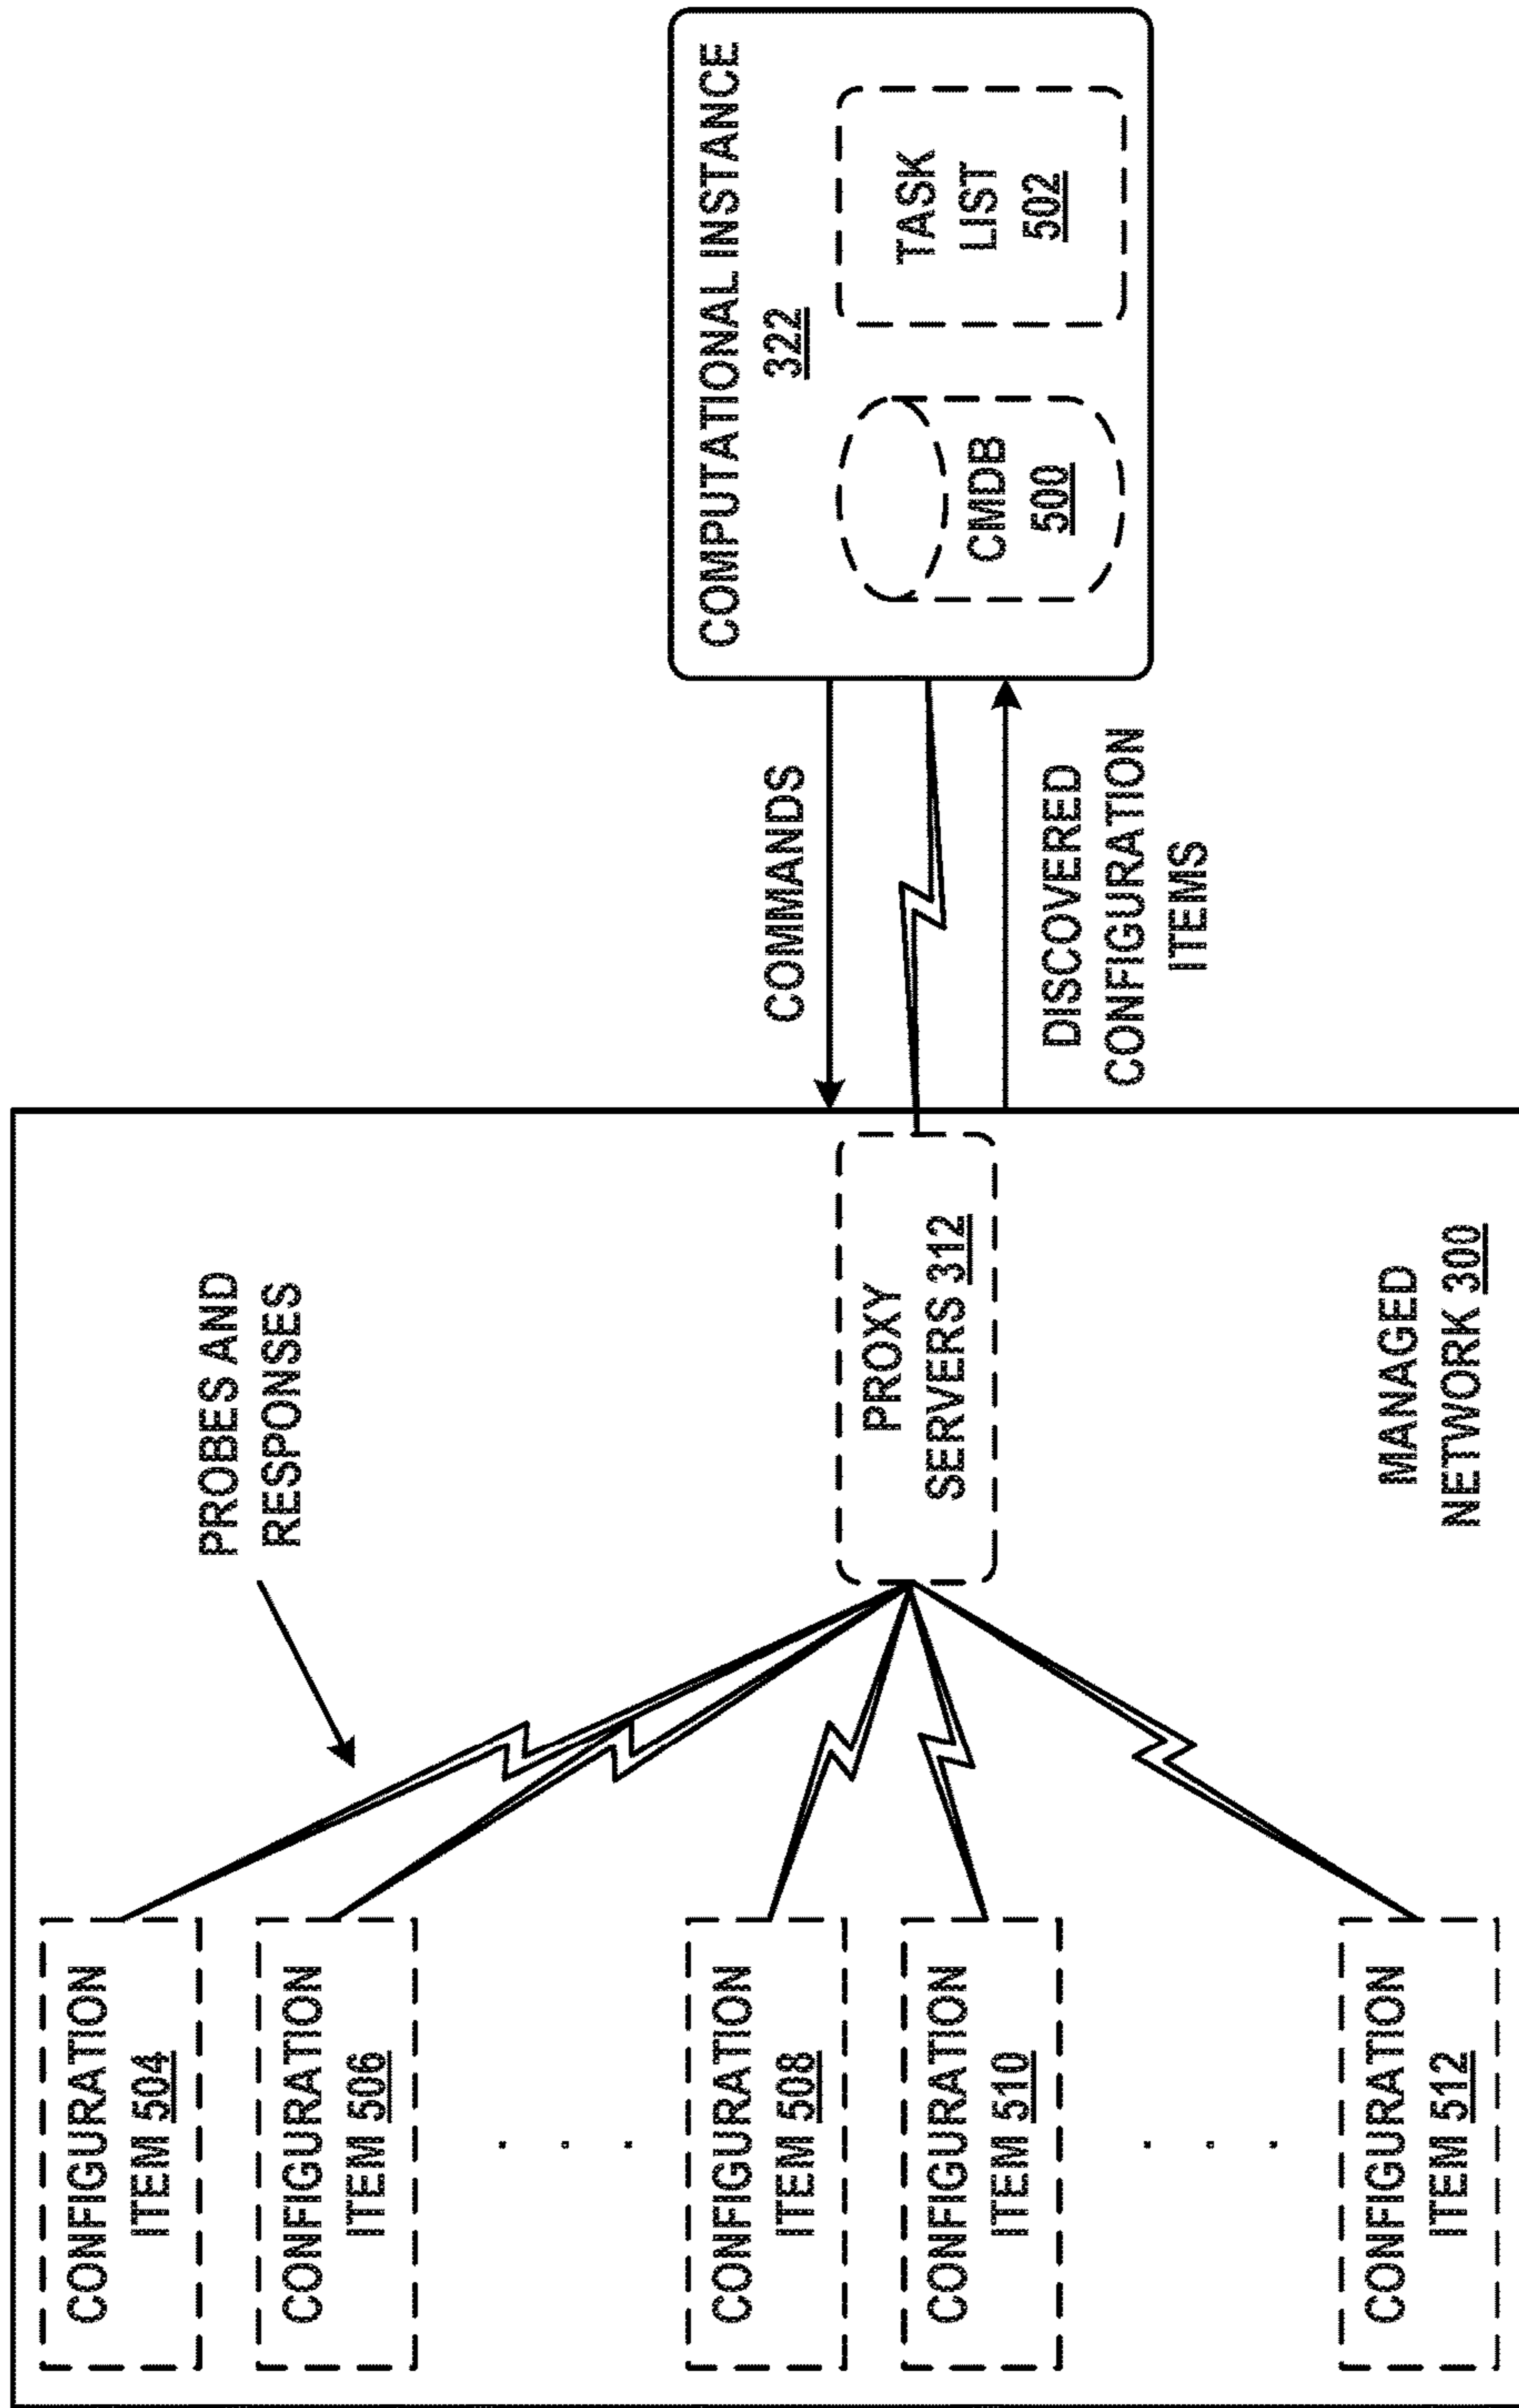 CONFIGURATION
ITEM 504
CONFIGURATION
ITEM 506
CONFIGURATION
ITEM 508
CONFIGURATION
ITEM 510
CONFIGURATION
ITEM 512
PROBES AND
RESPONSES
PROXY
SERVERS 312
MANAGED
NETWORK 300
COMMANDS
DISCOVERED
CONFIGURATION
ITEMS
COMPUTATIONAL INSTANCE
322
CMDB
500
TASK
LIST
502